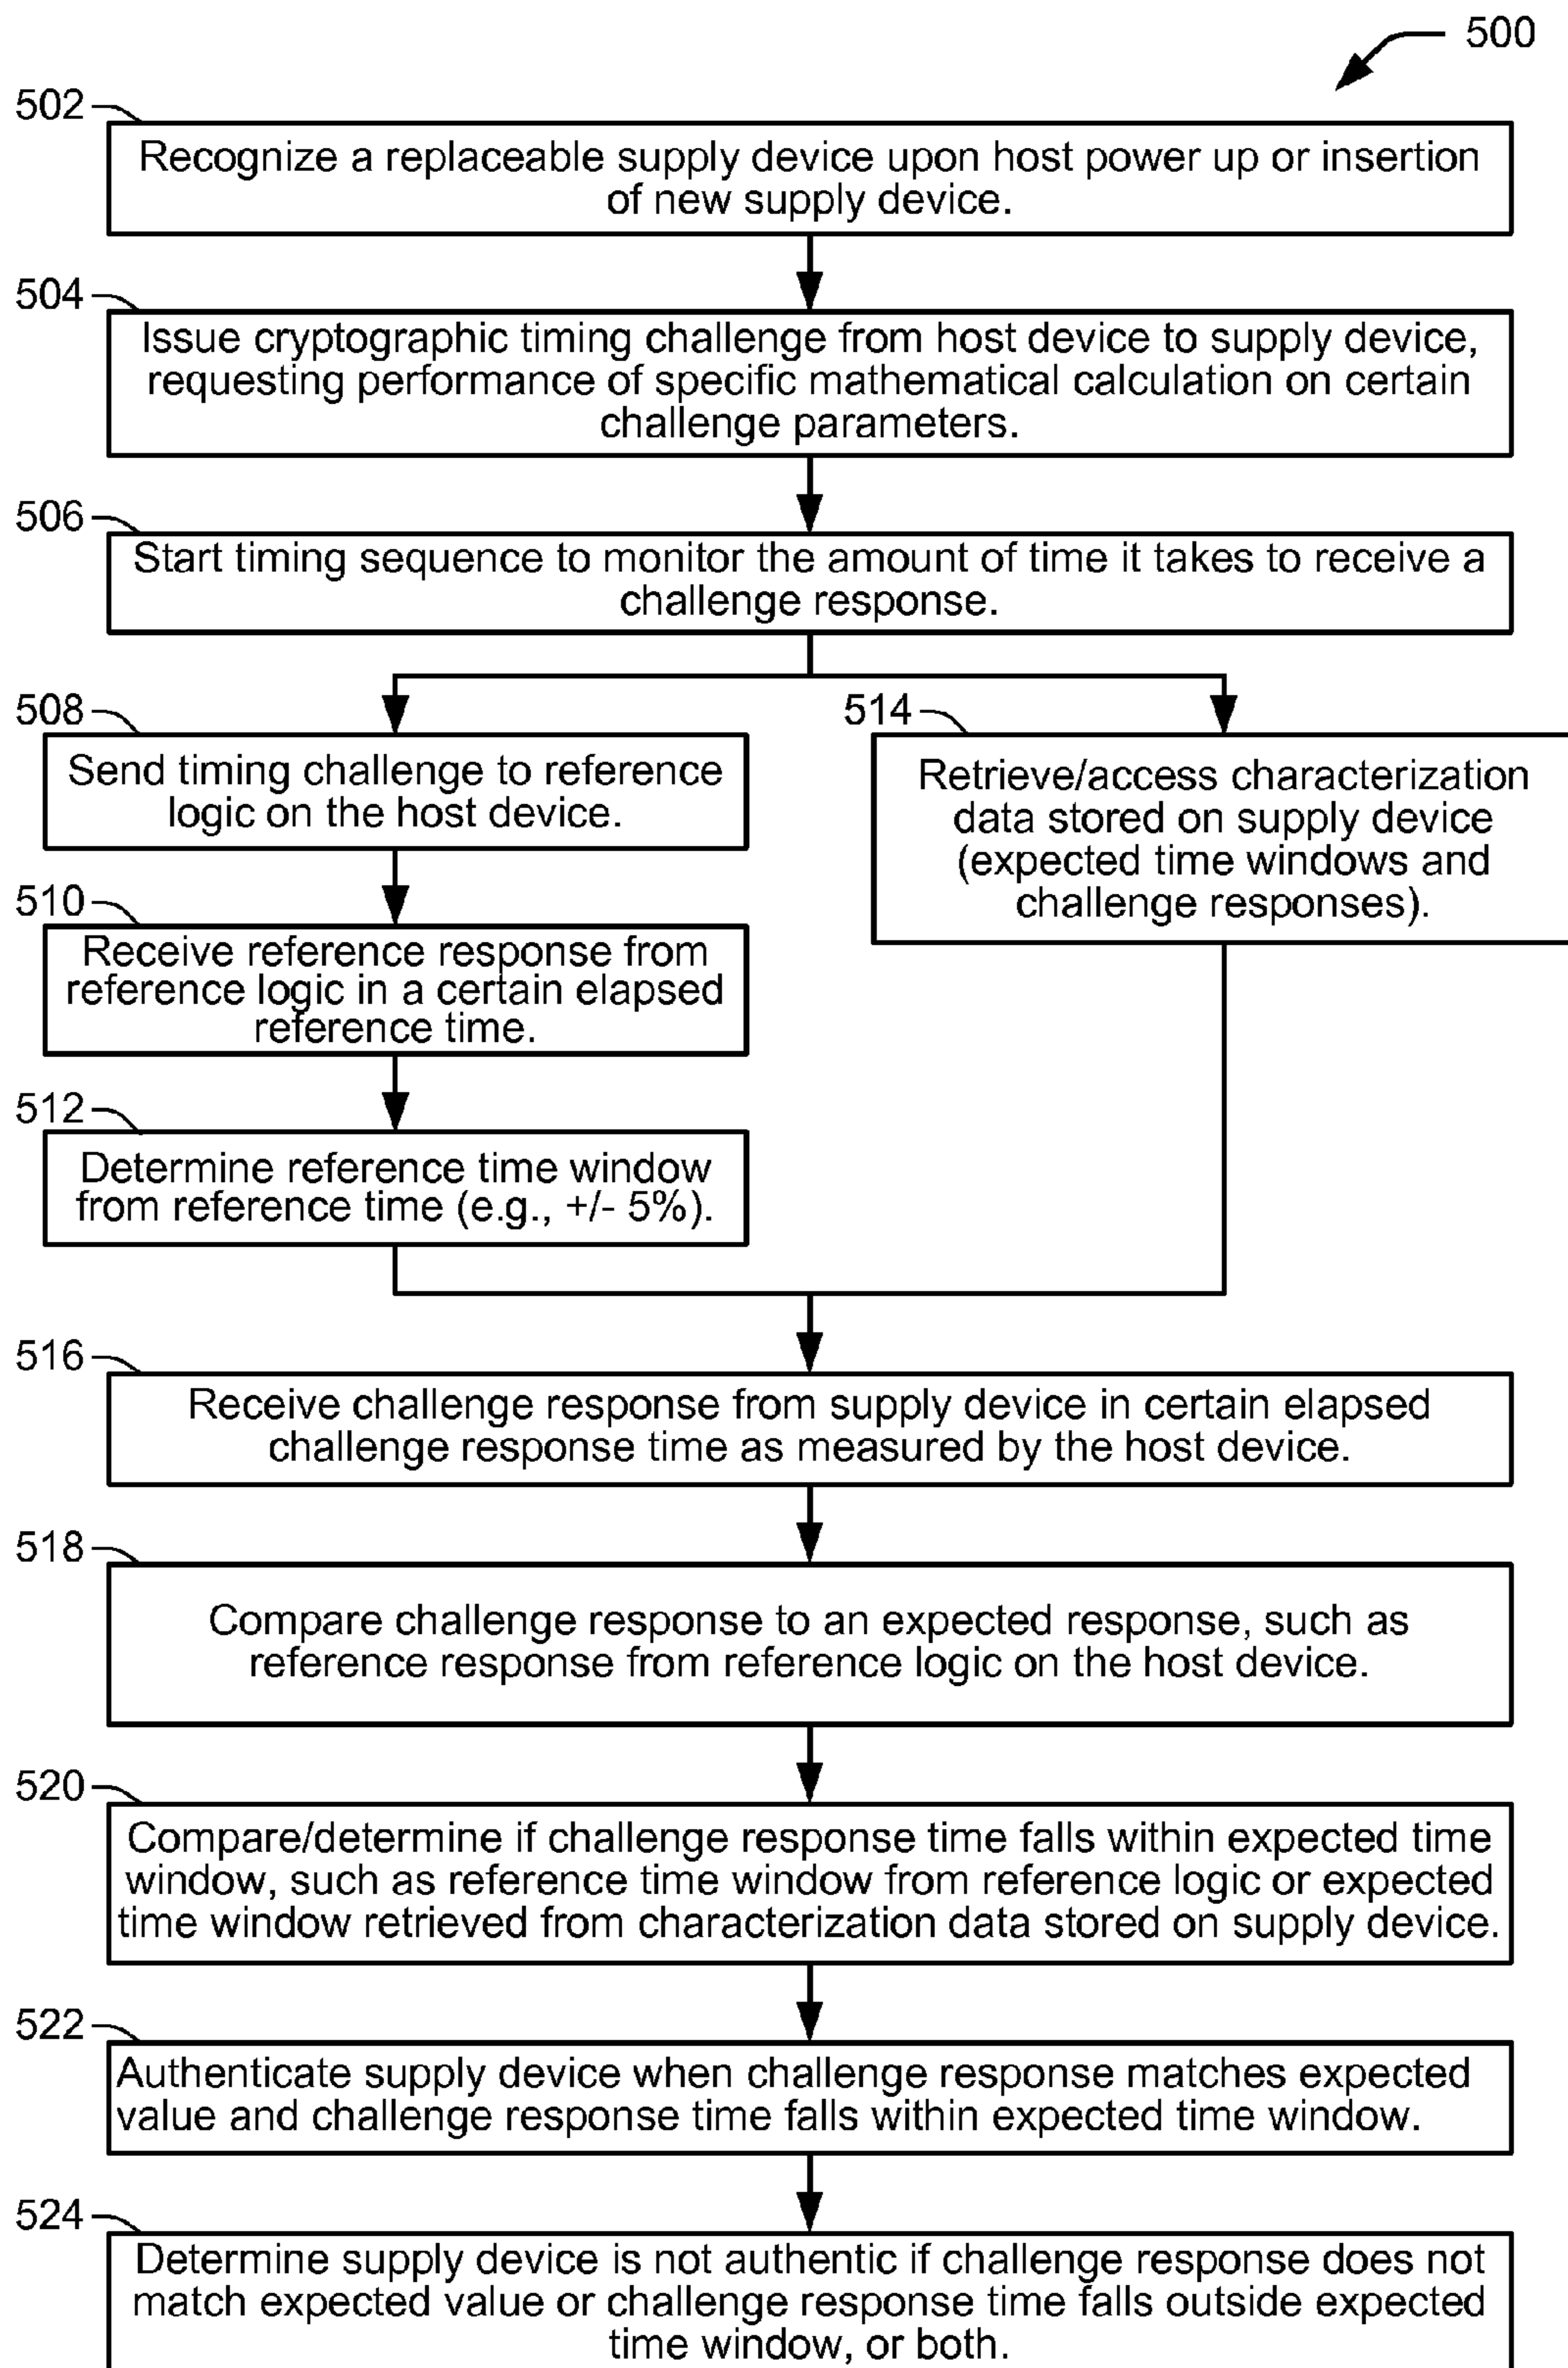 500
502
Recognize a replaceable supply device upon host power up or insertion
of new supply device.
504
Issue cryptographic timing challenge from host device to supply device,
requesting performance of specific mathematical calculation on certain
challenge parameters.
506
Start timing sequence to monitor the amount of time it takes to receive a
challenge response.
508
Send timing challenge to reference
logic on the host device.
510
Receive reference response from
reference logic in a certain elapsed
reference time.
512
Determine reference time window
from reference time (e.g., +/- 5%).
514
Retrieve/access characterization
data stored on supply device
(expected time windows and
challenge responses).
516
Receive challenge response from supply device in certain elapsed
challenge response time as measured by the host device.
518
Compare challenge response to an expected response, such as
reference response from reference logic on the host device.
520
Compare/determine if challenge response time falls within expected time
window, such as reference time window from reference logic or expected
time window retrieved from characterization data stored on supply device.
522
Authenticate supply device when challenge response matches expected
value and challenge response time falls within expected time window.
524
Determine supply device is not authentic if challenge response does not
match expected value or challenge response time falls outside expected
time window, or both.